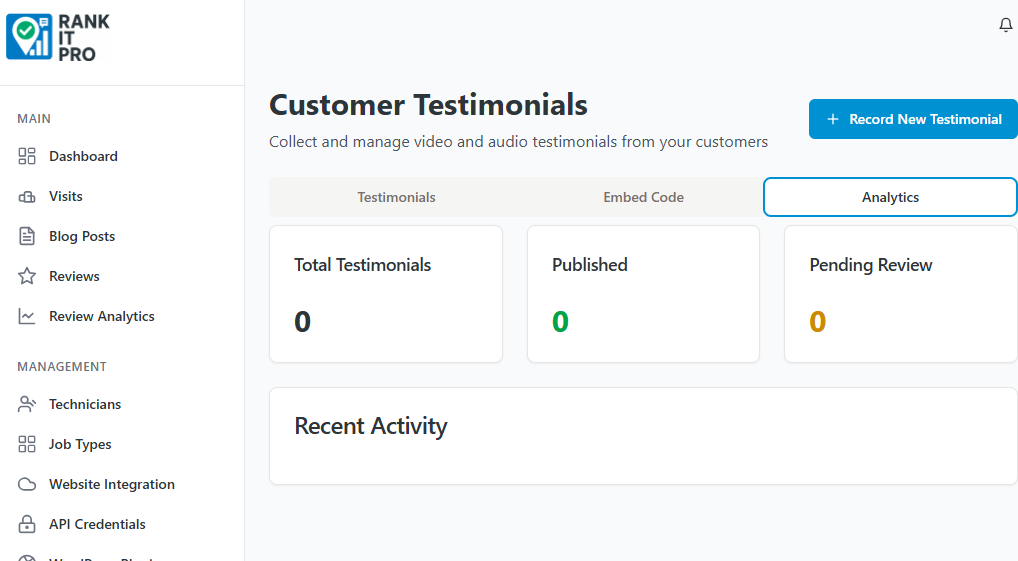 RANK
IT
PRO
MAIN
Dashboard
Visits
Blog Posts
Reviews
Review Analytics
MANAGEMENT
Technicians
Job Types
Website Integration
API Credentials
Customer Testimonials
Collect and manage video and audio testimonials from your customers
+ Record New Testimonial
Testimonials
Embed Code
Analytics
Total Testimonials
0
Published
0
Pending Review
0
Recent Activity